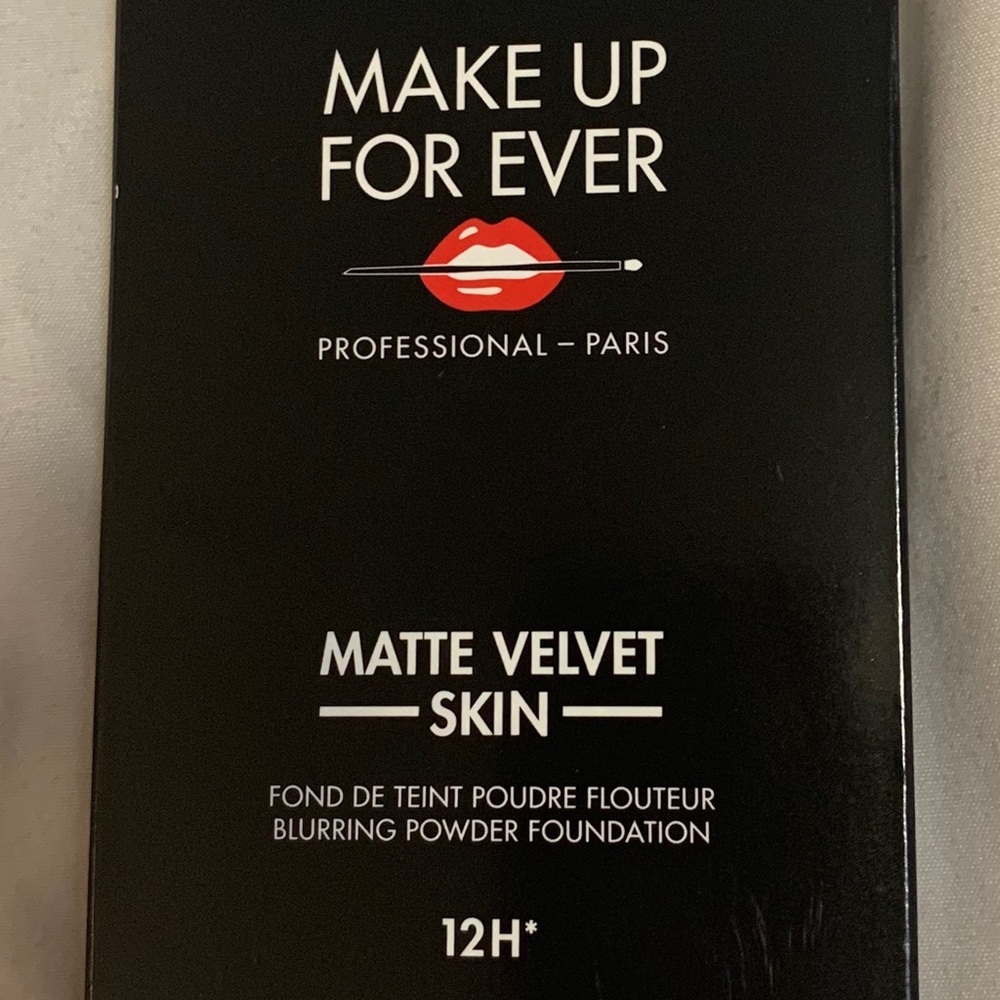 MAKE UP
FOR EVER
PROFESSIONAL – PARIS
MATTE VELVET
SKIN
FOND DE TEINT POUDRE FLOUTEUR
BLURRING POWDER FOUNDATION
12H*